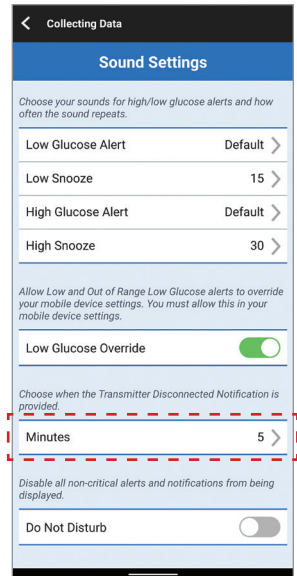 Collecting Data
Sound Settings
Choose your sounds for high/low glucose alerts and how
often the sound repeats.
Low Glucose Alert Default
Low Snooze 15
High Glucose Alert Default
High Snooze 30
Allow Low and Out of Range Low Glucose alerts to override
your mobile device settings. You must allow this in your
mobile device settings.
Low Glucose Override
Choose when the Transmitter Disconnected Notification is
provided.
Minutes 5
Disable all non-critical alerts and notifications from being
displayed.
Do Not Disturb